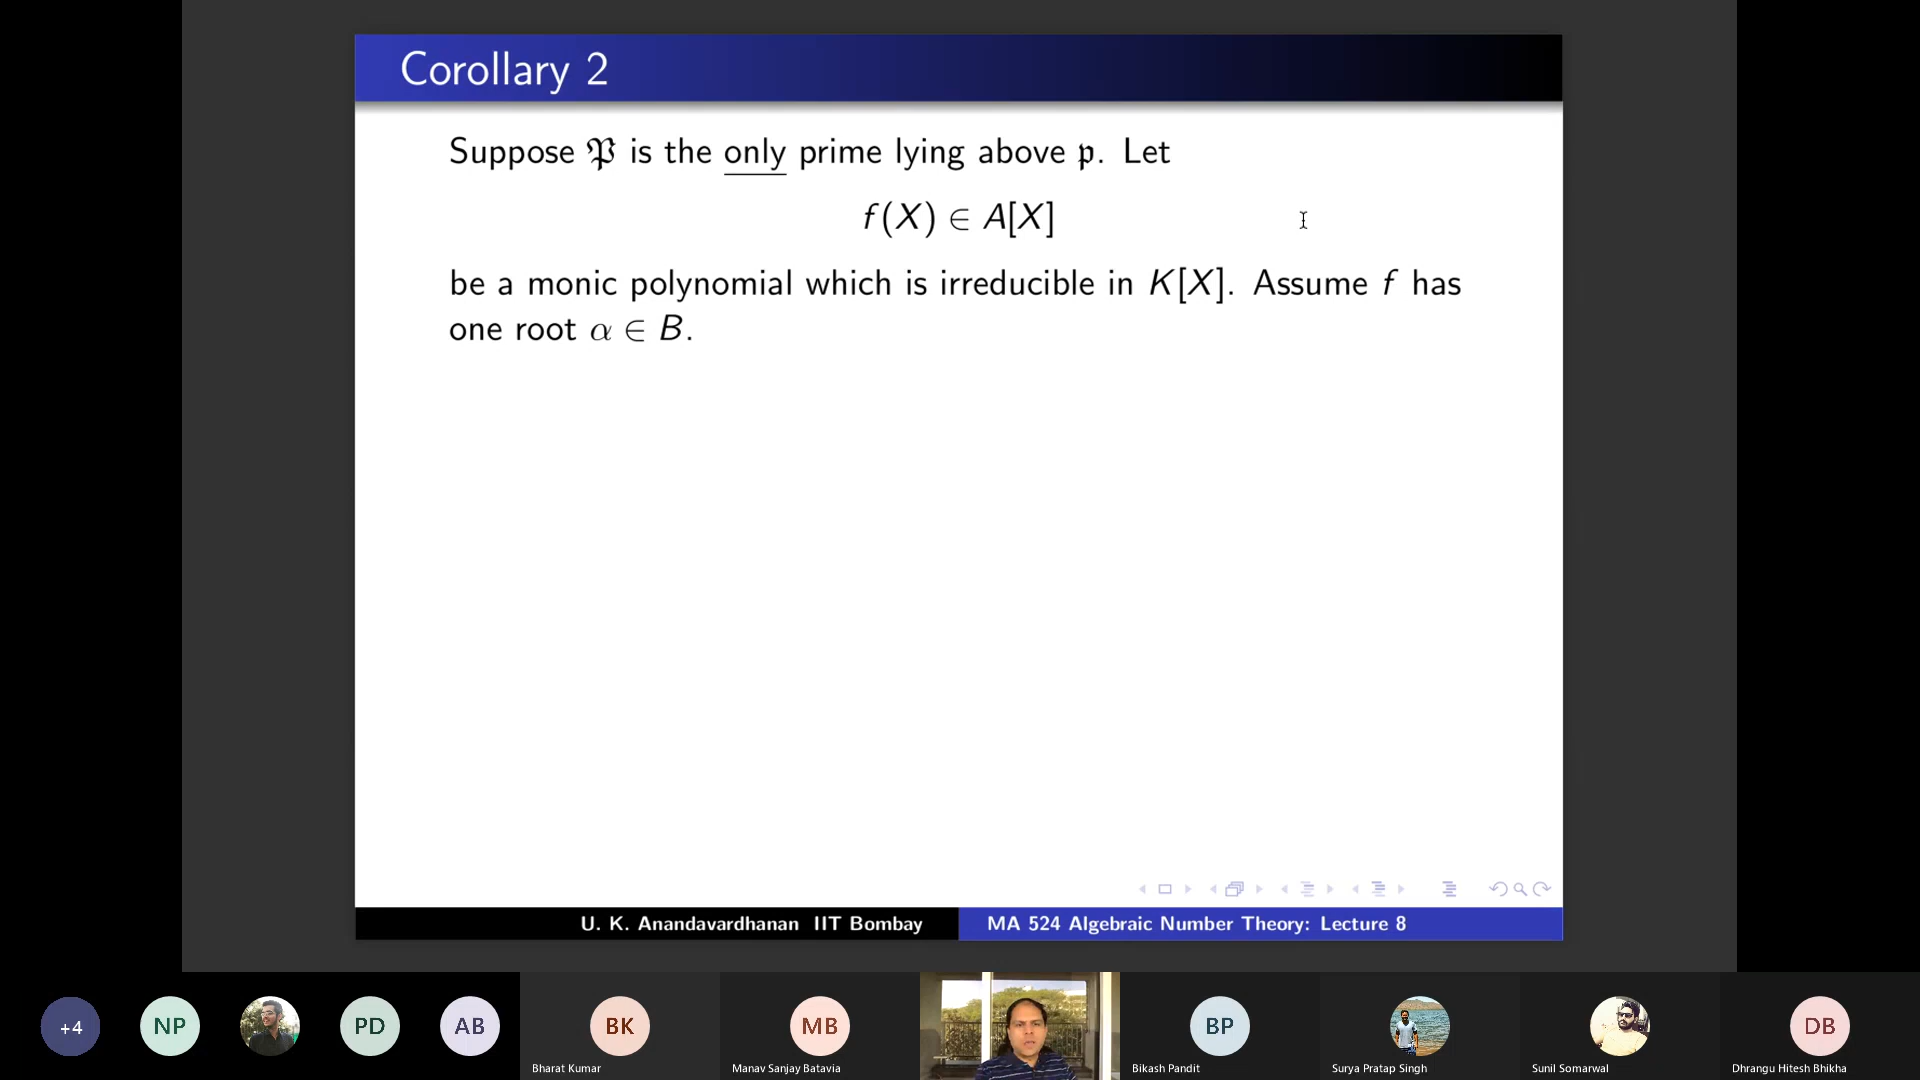 Corollary 2
Suppose 𝔓 is the only prime lying above 𝔭. Let
f(X) ∈ A[X]
be a monic polynomial which is irreducible in K[X]. Assume f has
one root α ∈ B.
U. K. Anandavardhanan IIT Bombay
MA 524 Algebraic Number Theory: Lecture 8
+4
NP
PD
AB
BK
MB
BP
DB
Bharat Kumar
Manav Sanjay Batavia
Bikash Pandit
Surya Pratap Singh
Sunil Somarwal
Dhrangu Hitesh Bhikha